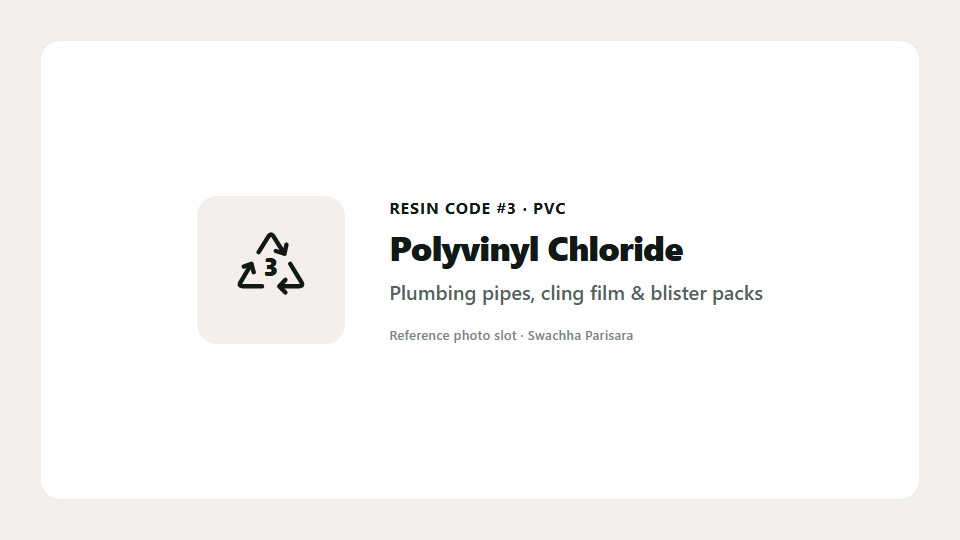 3
RESIN CODE #3 · PVC
Polyvinyl Chloride
Plumbing pipes, cling film & blister packs
Reference photo slot · Swachha Parisara